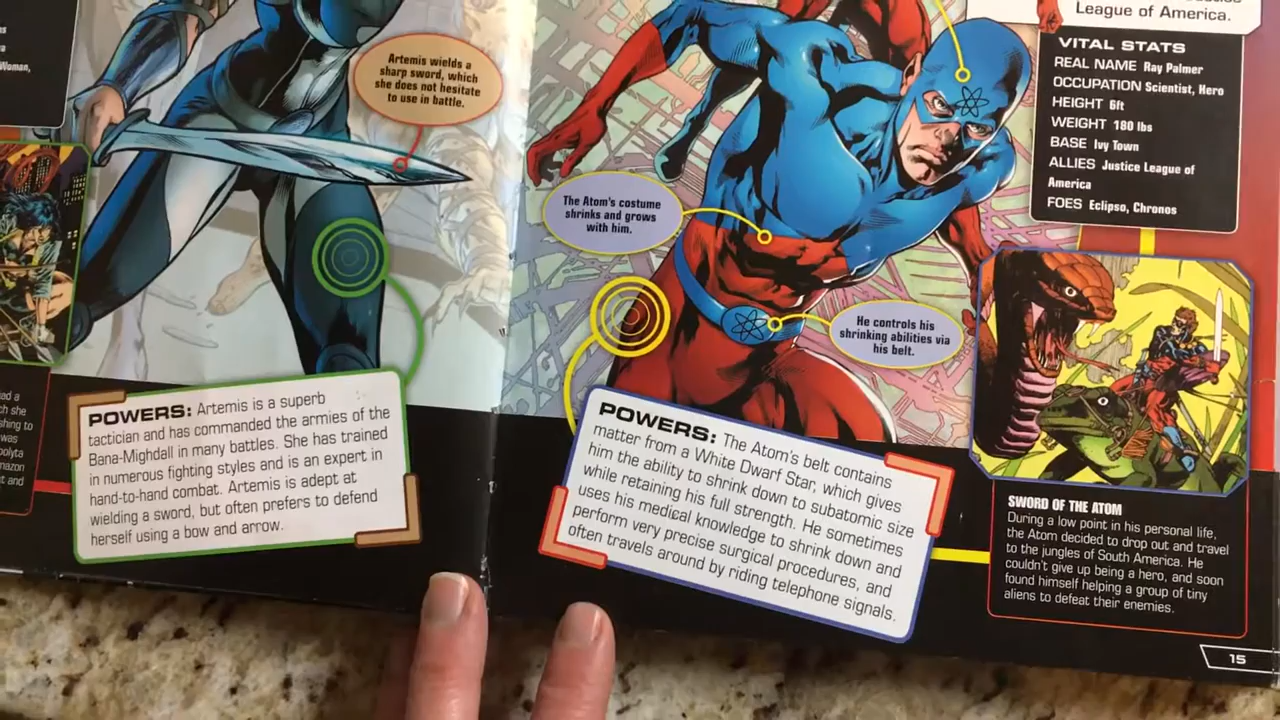 Woman,
Artemis wields a
sharp sword, which
she does not hesitate
to use in battle.
POWERS: Artemis is a superb
tactician and has commanded the armies of the
Bana-Mighdall in many battles. She has trained
in numerous fighting styles and is an expert in
hand-to-hand combat. Artemis is adept at
wielding a sword, but often prefers to defend
herself using a bow and arrow.
League of America.
VITAL STATS
REAL NAME Ray Palmer
OCCUPATION Scientist, Hero
HEIGHT 6ft
WEIGHT 180 lbs
BASE Ivy Town
ALLIES Justice League of
America
FOES Eclipso, Chronos
The Atom's costume
shrinks and grows
with him.
He controls his
shrinking abilities via
his belt.
POWERS: The Atom's belt contains
matter from a White Dwarf Star, which gives
him the ability to shrink down to subatomic size
while retaining his full strength. He sometimes
uses his medical knowledge to shrink down and
perform very precise surgical procedures, and
often travels around by riding telephone signals.
SWORD OF THE ATOM
During a low point in his personal life,
the Atom decided to drop out and travel
to the jungles of South America. He
couldn't give up being a hero, and soon
found himself helping a group of tiny
aliens to defeat their enemies.
15